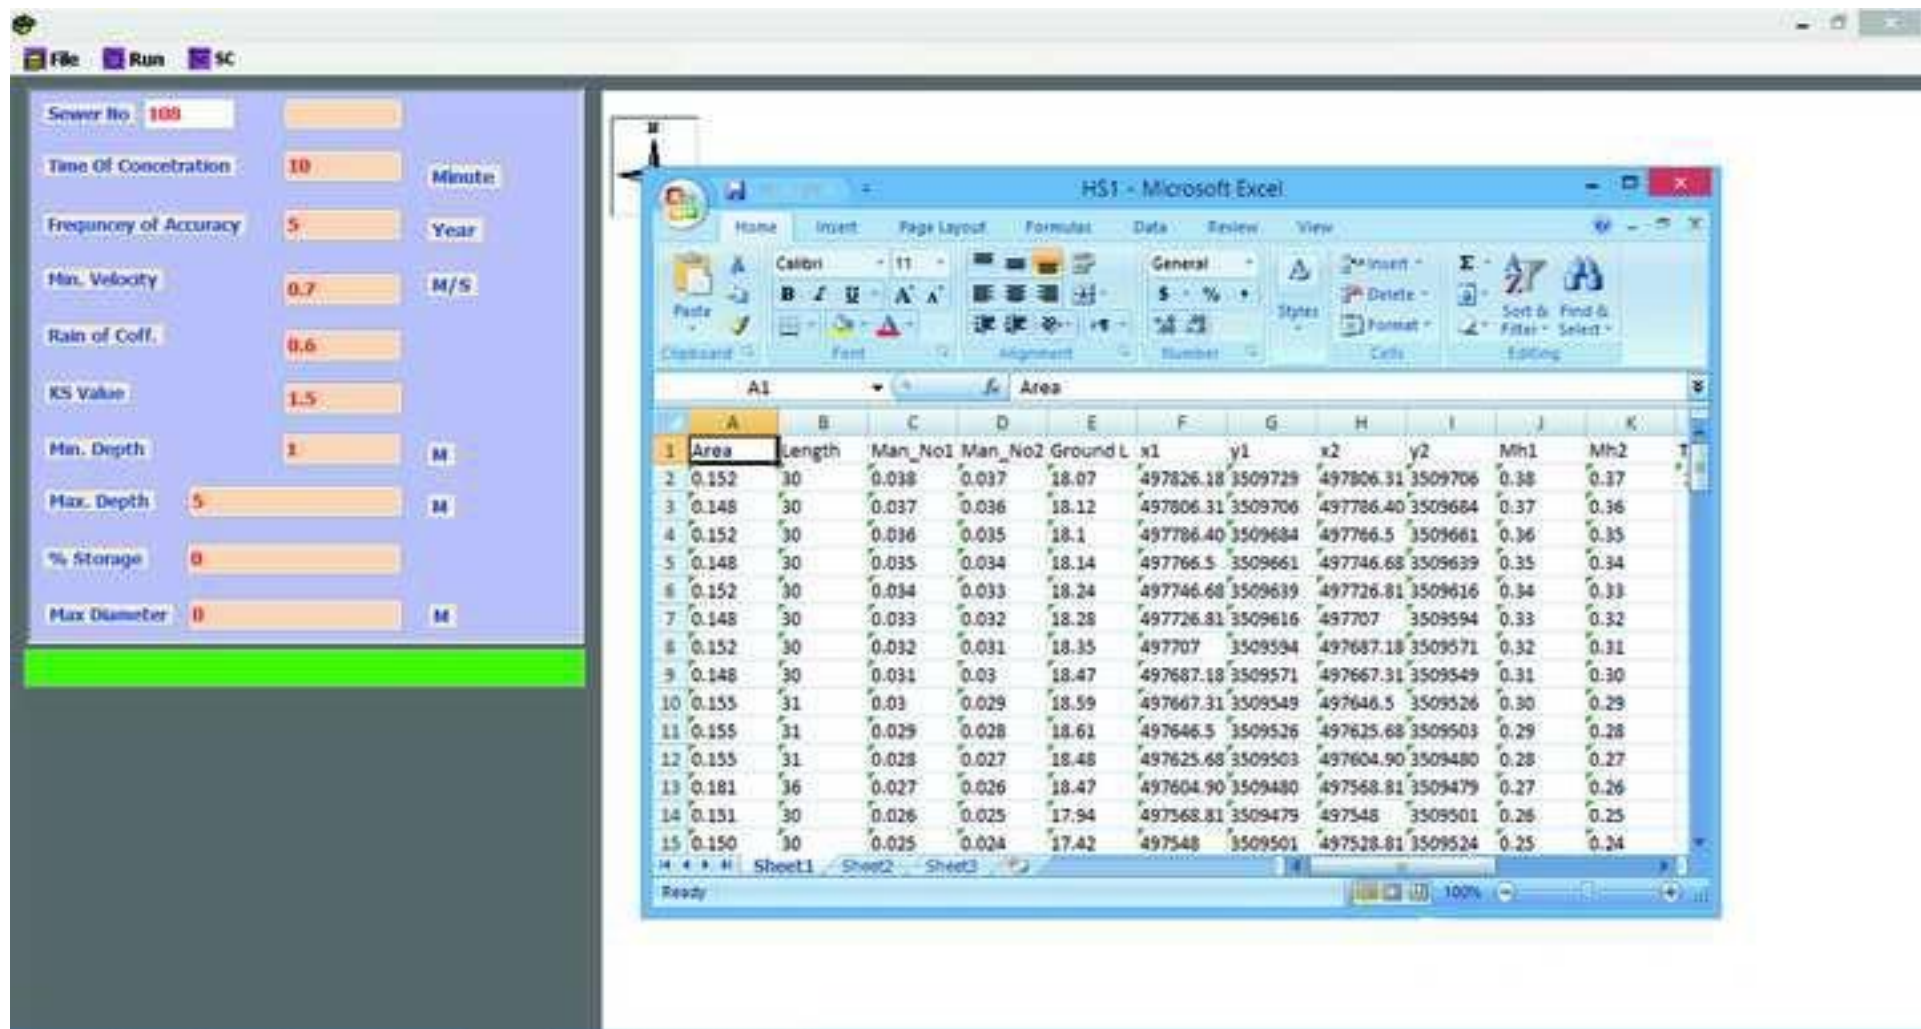 File Run SC
Sewer No 108
Time Of Concetration 10 Minute
Frequncey of Accuracy 5 Year
Min. Velocity 0.7 M/S
Rain of Coff. 0.6
KS Value 1.5
Min. Depth 1 M
Max. Depth 5 M
% Storage 0
Max Diameter 0 M
HS1 - Microsoft Excel
Home Insert Page Layout Formulas Data Review View
Calibri 11 General Insert
Paste B I U $ % Styles Delete Sort & Find &
Format Filter Select
Clipboard Font Alignment Number Cells Editing
A1 fx Area
A B C D E F G H I J K
1 Area Length Man_No1 Man_No2 Ground L x1 y1 x2 y2 Mh1 Mh2 T
2 0.152 30 0.038 0.037 18.07 497826.18 3509729 497806.31 3509706 0.38 0.37
3 0.148 30 0.037 0.036 18.12 497806.31 3509706 497786.40 3509684 0.37 0.36
4 0.152 30 0.036 0.035 18.1 497786.40 3509684 497766.5 3509661 0.36 0.35
5 0.148 30 0.035 0.034 18.14 497766.5 3509661 497746.68 3509639 0.35 0.34
6 0.152 30 0.034 0.033 18.24 497746.68 3509639 497726.81 3509616 0.34 0.33
7 0.148 30 0.033 0.032 18.28 497726.81 3509616 497707 3509594 0.33 0.32
8 0.152 30 0.032 0.031 18.35 497707 3509594 497687.18 3509571 0.32 0.31
9 0.148 30 0.031 0.03 18.47 497687.18 3509571 497667.31 3509549 0.31 0.30
10 0.155 31 0.03 0.029 18.59 497667.31 3509549 497646.5 3509526 0.30 0.29
11 0.155 31 0.029 0.028 18.61 497646.5 3509526 497625.68 3509503 0.29 0.28
12 0.155 31 0.028 0.027 18.48 497625.68 3509503 497604.90 3509480 0.28 0.27
13 0.181 36 0.027 0.026 18.47 497604.90 3509480 497568.81 3509479 0.27 0.26
14 0.151 30 0.026 0.025 17.94 497568.81 3509479 497548 3509501 0.26 0.25
15 0.150 30 0.025 0.024 17.42 497548 3509501 497528.81 3509524 0.25 0.24
Sheet1 Sheet2 Sheet3
Ready 100%